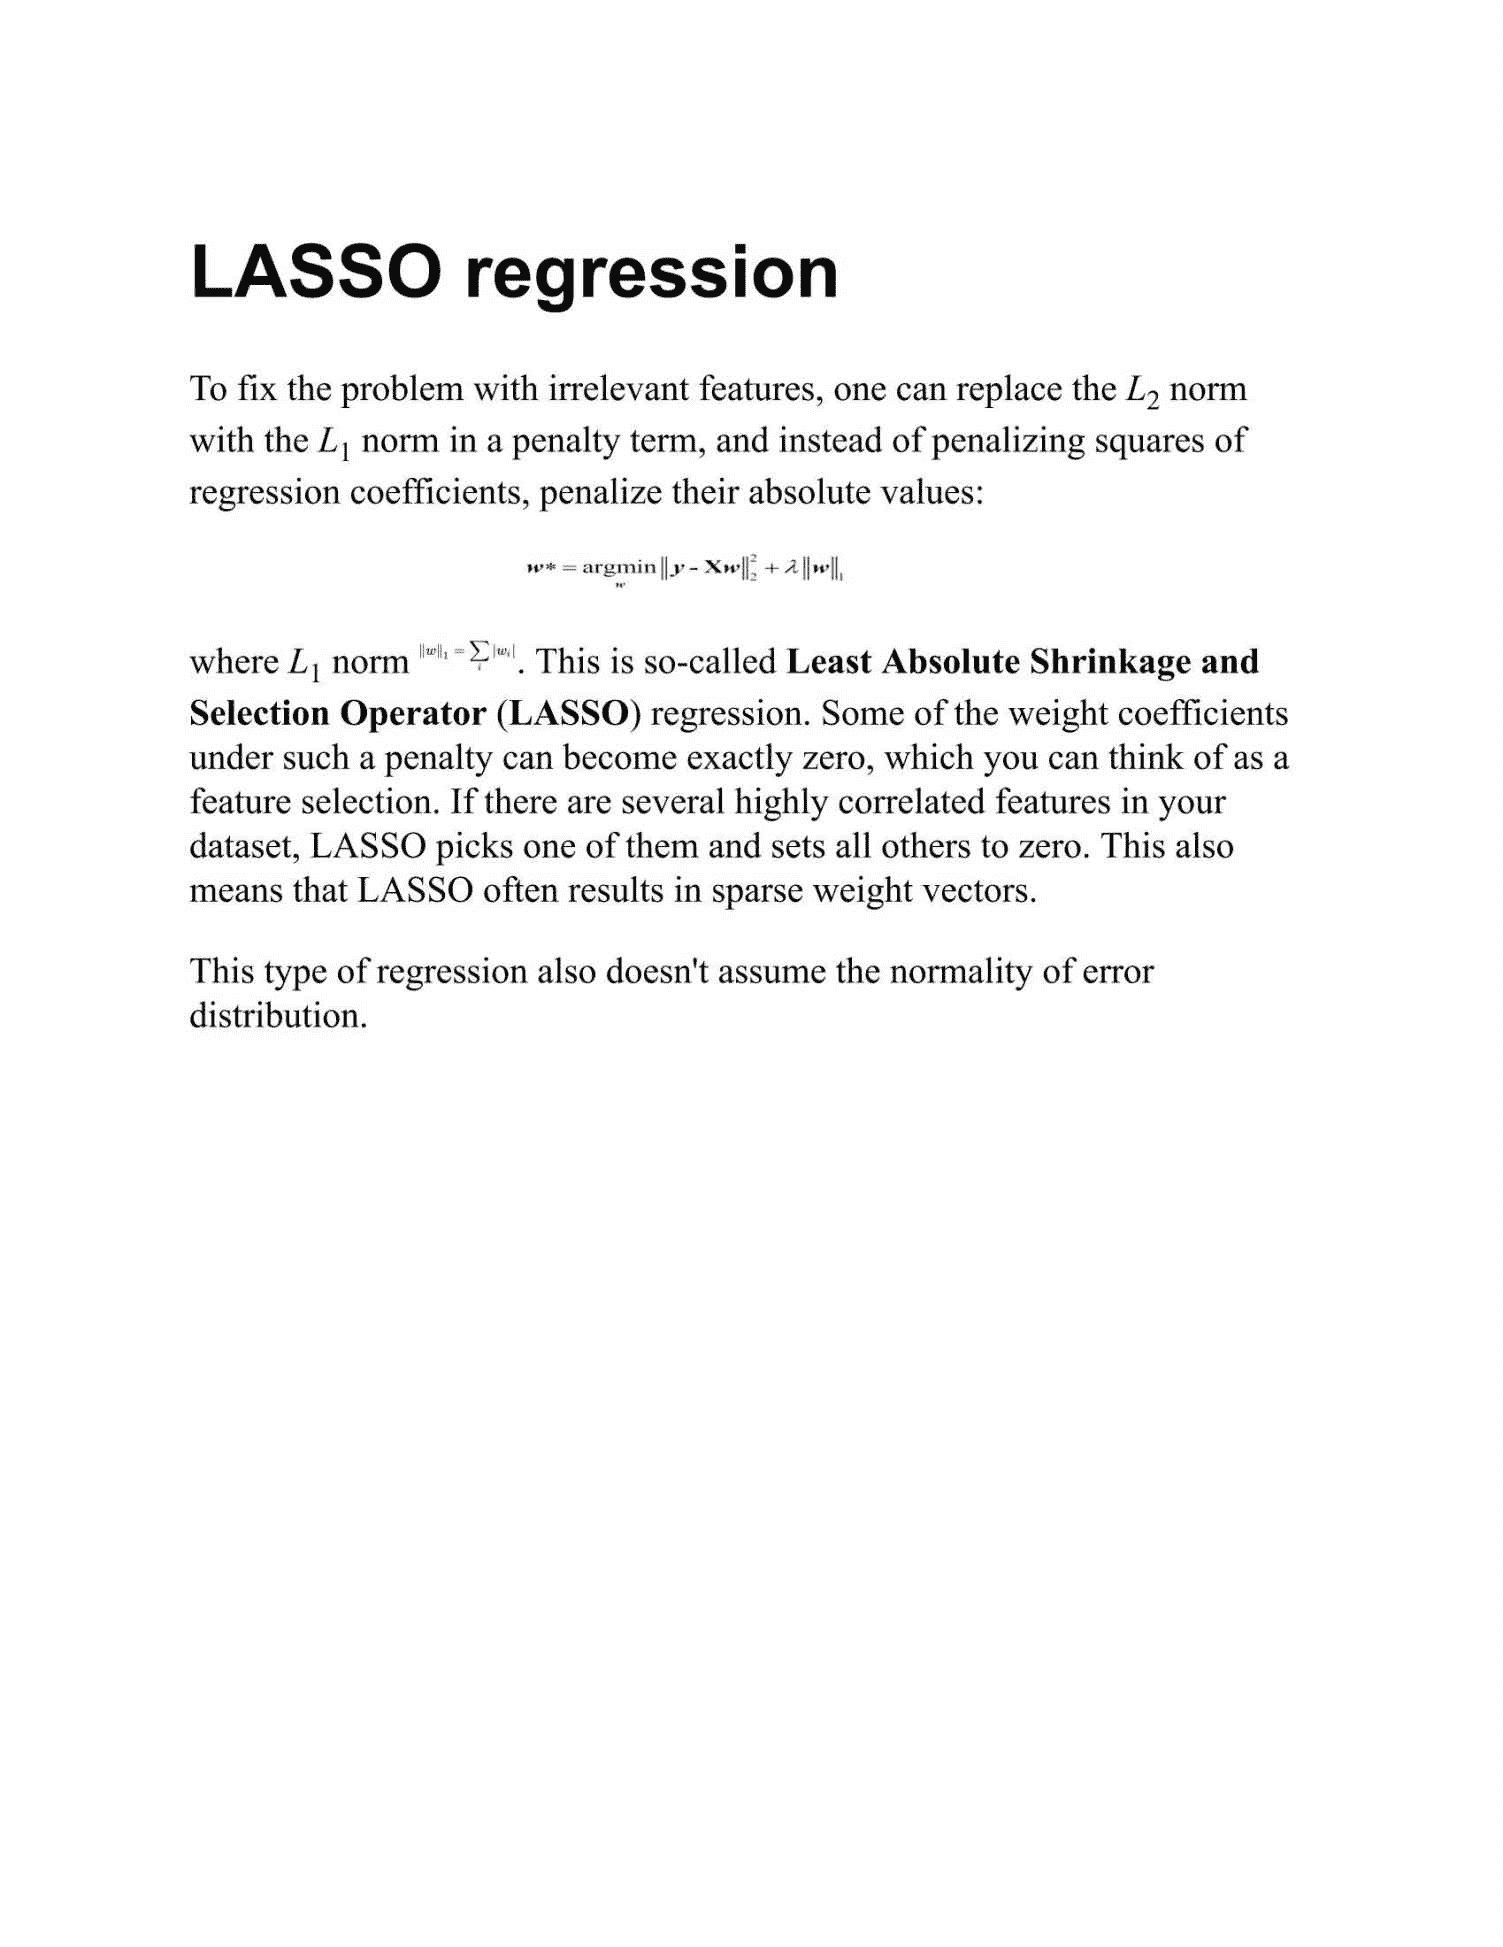 LASSO regression
To fix the problem with irrelevant features, one can replace the L₂ norm
with the L₁ norm in a penalty term, and instead of penalizing squares of
regression coefficients, penalize their absolute values:
w* = argmin_w ‖y - Xw‖₂² + λ‖w‖₁
where L₁ norm ‖w‖₁ = ∑_i |w_i|. This is so-called Least Absolute Shrinkage and
Selection Operator (LASSO) regression. Some of the weight coefficients
under such a penalty can become exactly zero, which you can think of as a
feature selection. If there are several highly correlated features in your
dataset, LASSO picks one of them and sets all others to zero. This also
means that LASSO often results in sparse weight vectors.
This type of regression also doesn't assume the normality of error
distribution.